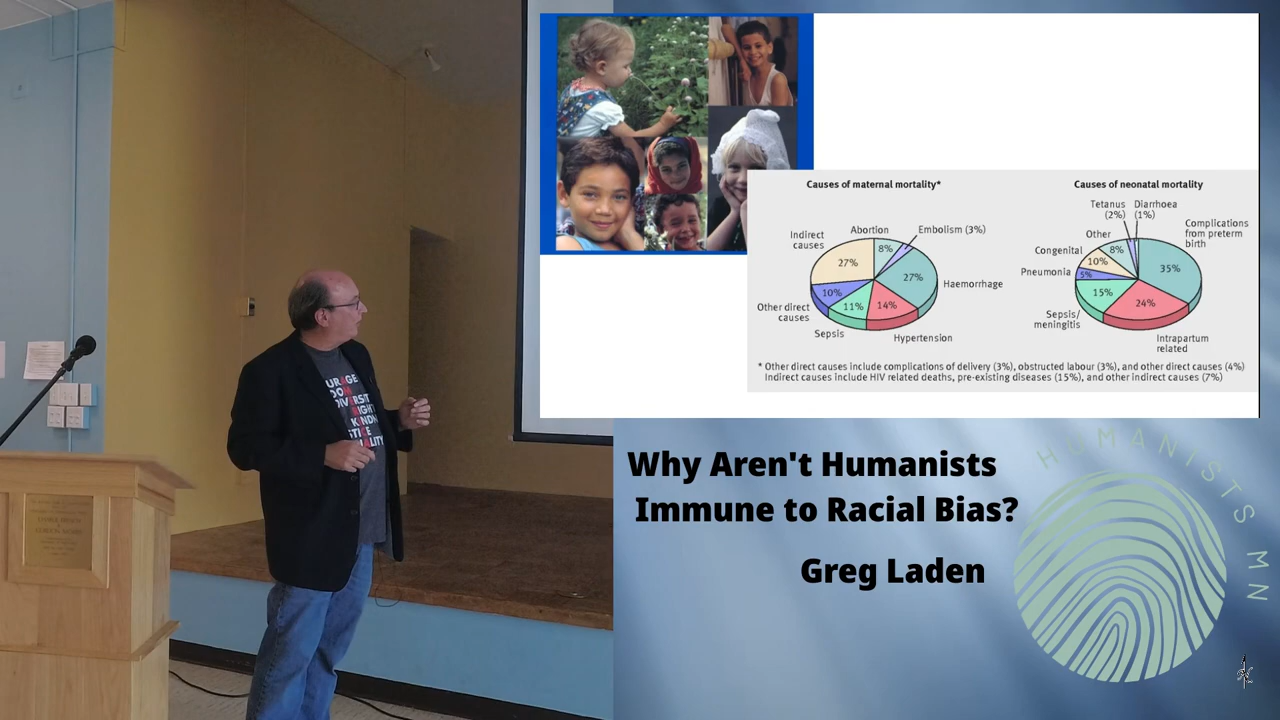 Causes of maternal mortality*
Indirect causes
27%
Abortion
8%
Embolism (3%)
27%
Haemorrhage
14%
Hypertension
11%
Sepsis
10%
Other direct causes
Causes of neonatal mortality
Tetanus (2%)
Diarrhoea (1%)
Other
8%
Congenital
10%
Pneumonia
5%
15%
Sepsis/ meningitis
Complications from preterm birth
35%
24%
Intrapartum related
* Other direct causes include complications of delivery (3%), obstructed labour (3%), and other direct causes (4%)
Indirect causes include HIV related deaths, pre-existing diseases (15%), and other indirect causes (7%)
URAGE
DIVERSIT
KINDN
ALITY
Why Aren't Humanists
Immune to Racial Bias?
Greg Laden
HUMANISTS MN